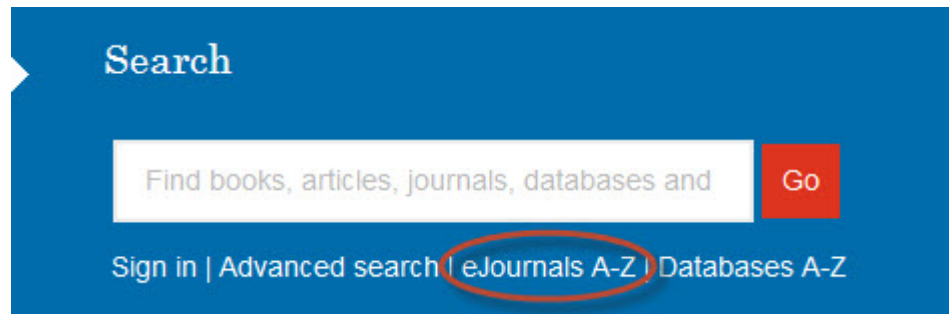 Search
Find books, articles, journals, databases and
Go
Sign in | Advanced search | eJournals A-Z | Databases A-Z